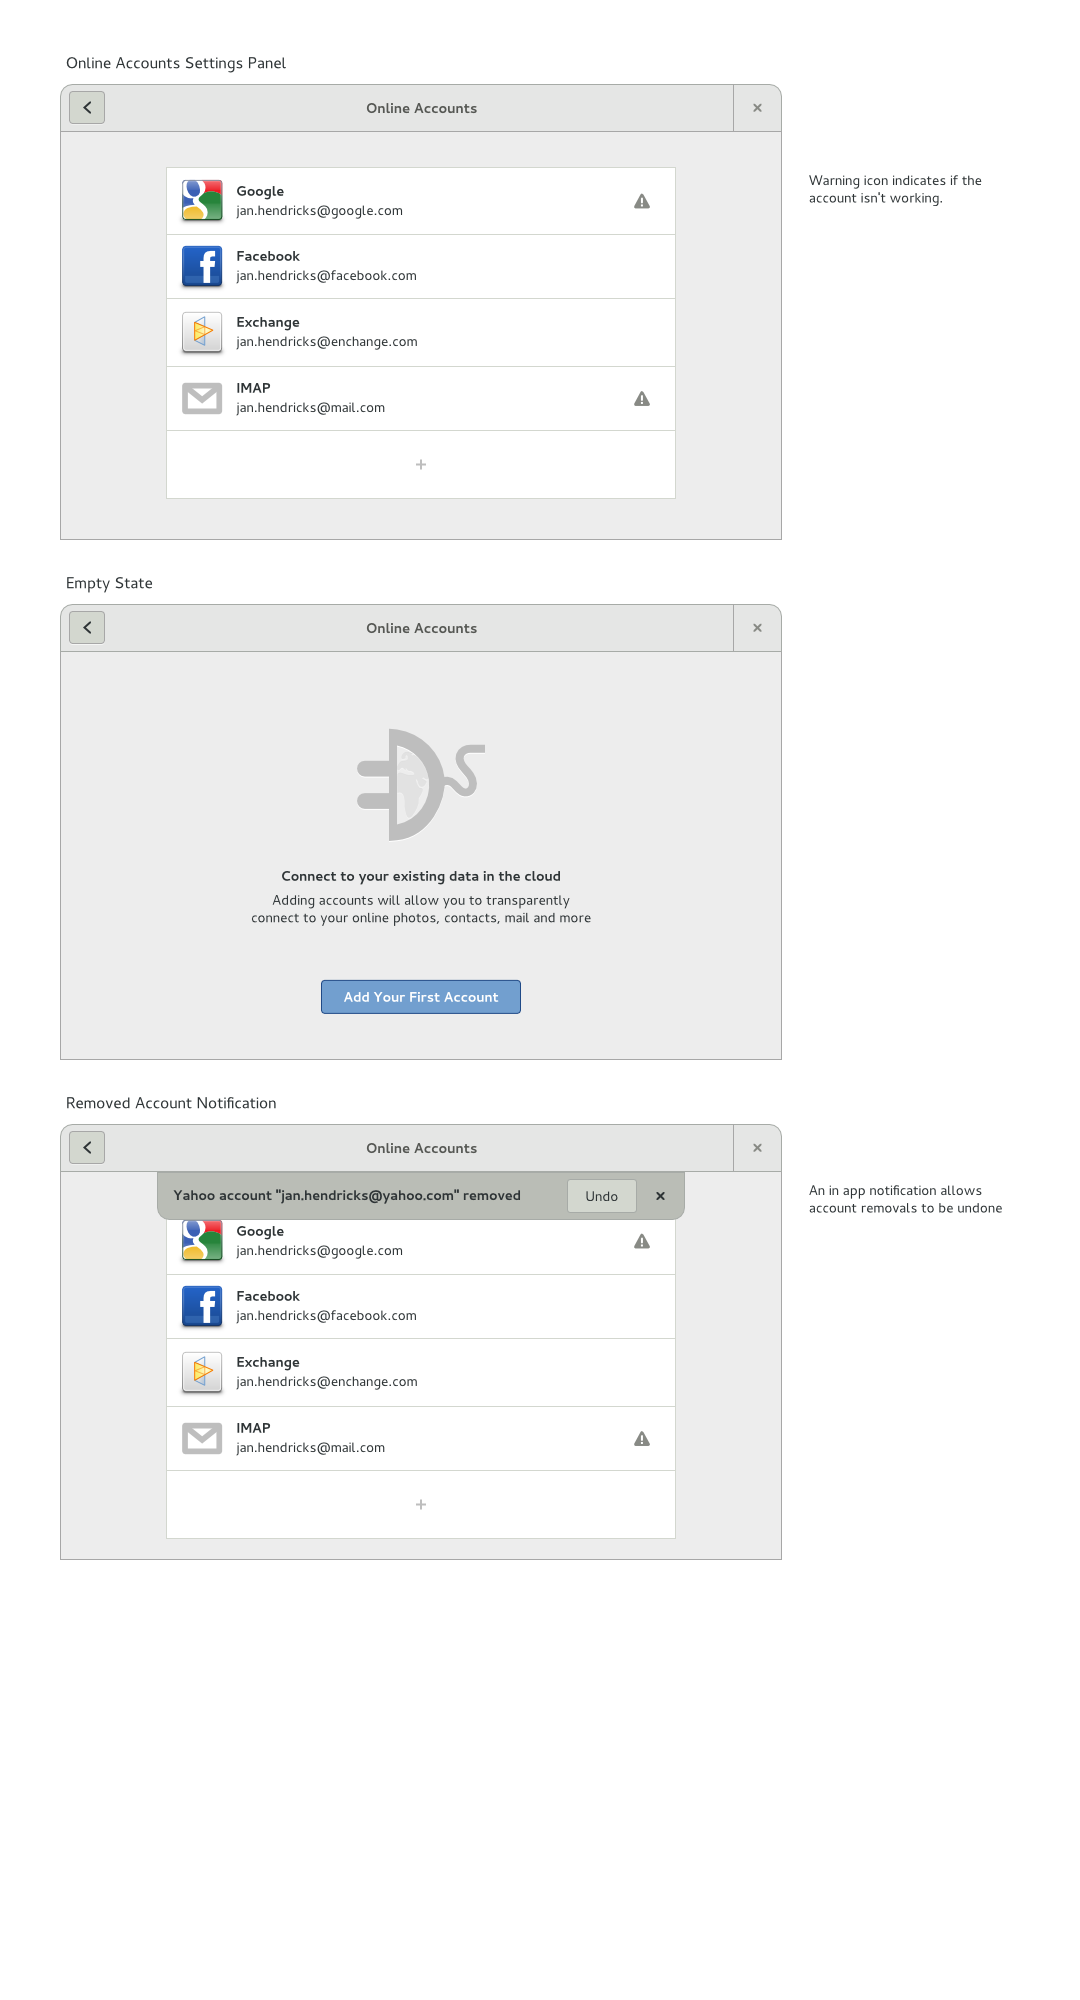 Online Accounts Settings Panel
Online Accounts
Google
jan.hendricks@google.com
Warning icon indicates if the
account isn't working.
Facebook
jan.hendricks@facebook.com
Exchange
jan.hendricks@enchange.com
IMAP
jan.hendricks@mail.com
+
Empty State
Online Accounts
Connect to your existing data in the cloud
Adding accounts will allow you to transparently
connect to your online photos, contacts, mail and more
Add Your First Account
Removed Account Notification
Online Accounts
Yahoo account "jan.hendricks@yahoo.com" removed
Undo
An in app notification allows
account removals to be undone
Google
jan.hendricks@google.com
Facebook
jan.hendricks@facebook.com
Exchange
jan.hendricks@enchange.com
IMAP
jan.hendricks@mail.com
+